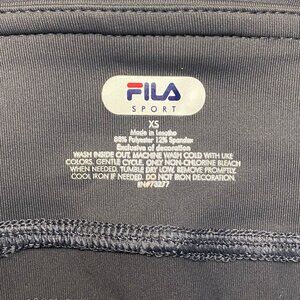 FILA
SPORT
XS
Made in Lesotho
88% Polyester 12% Spandex
Exclusive of decoration
WASH INSIDE OUT. MACHINE WASH COLD WITH LIKE
COLORS. GENTLE CYCLE. ONLY NON-CHLORINE BLEACH
WHEN NEEDED. TUMBLE DRY LOW. REMOVE PROMPTLY.
COOL IRON IF NEEDED. DO NOT IRON DECORATION.
RN#73277